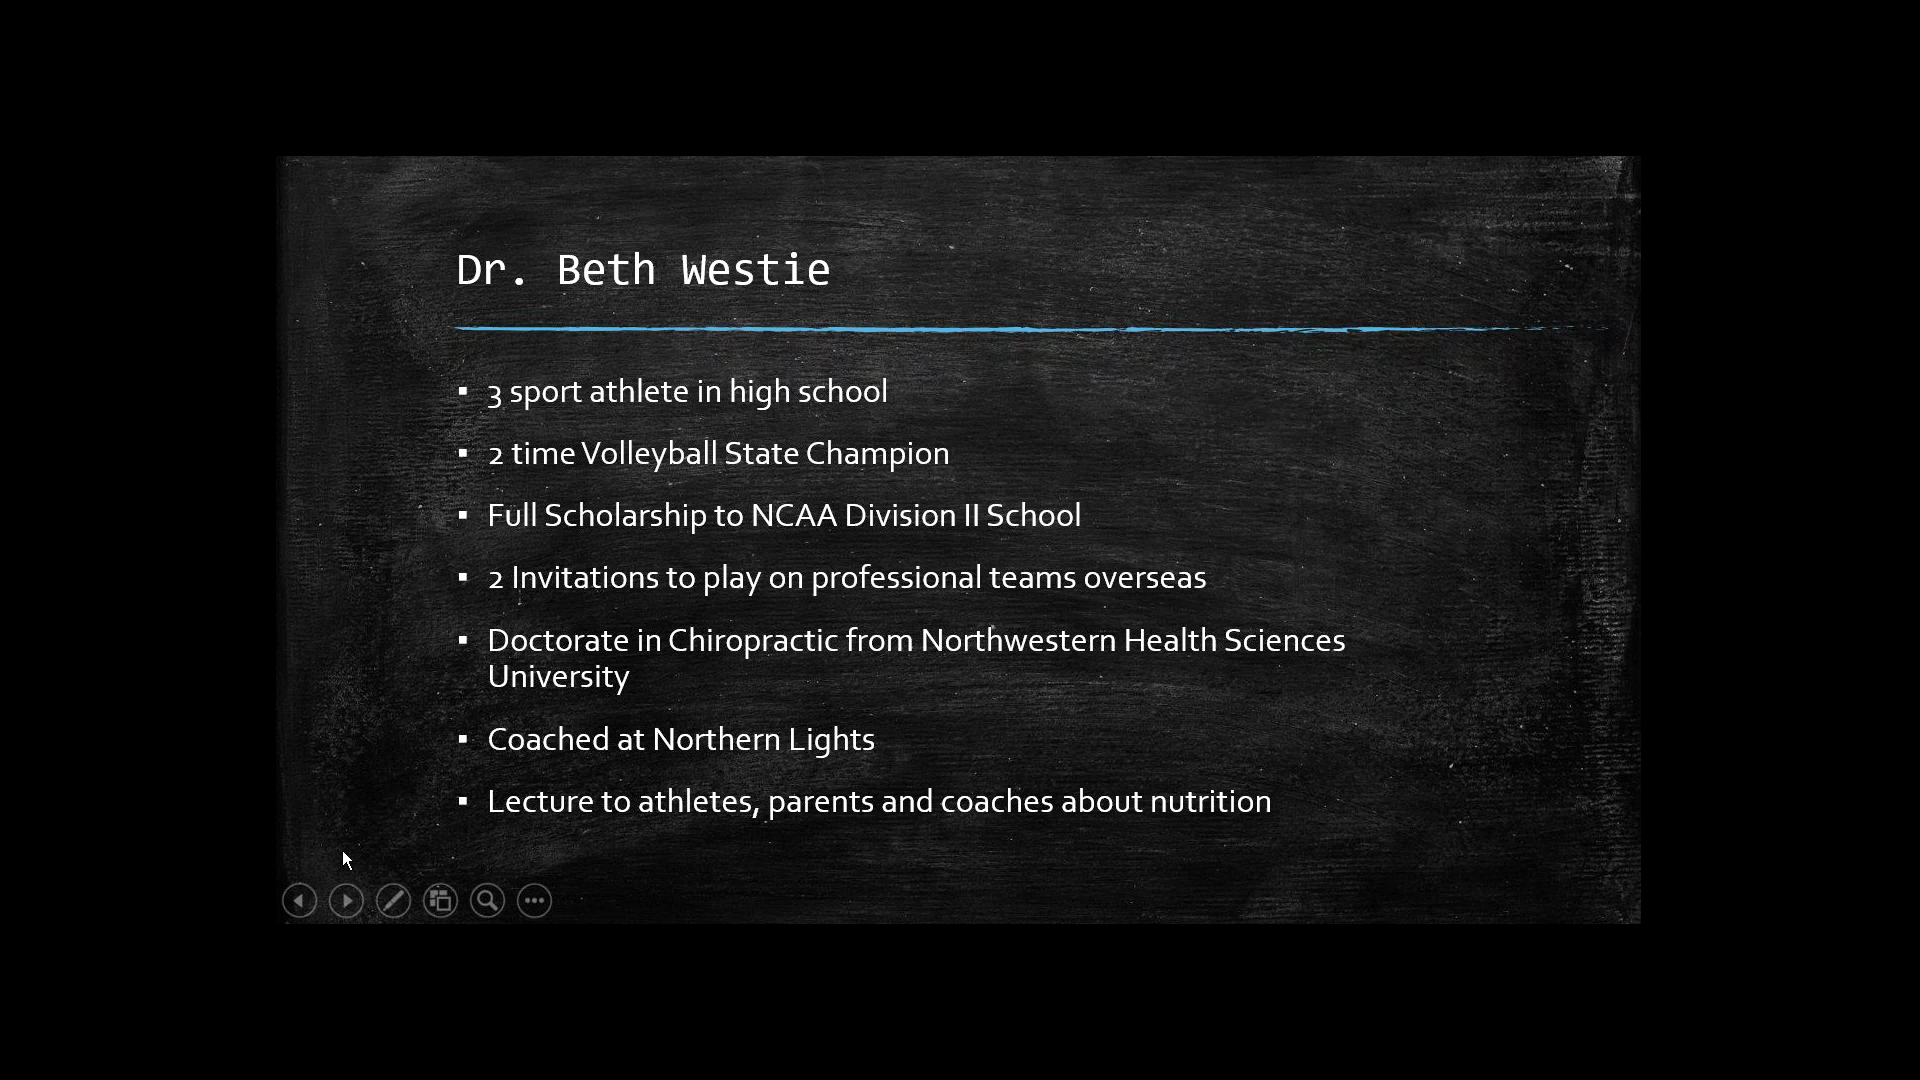 Dr. Beth Westie
▪ 3 sport athlete in high school
▪ 2 time Volleyball State Champion
▪ Full Scholarship to NCAA Division II School
▪ 2 Invitations to play on professional teams overseas
▪ Doctorate in Chiropractic from Northwestern Health Sciences
University
▪ Coached at Northern Lights
▪ Lecture to athletes, parents and coaches about nutrition